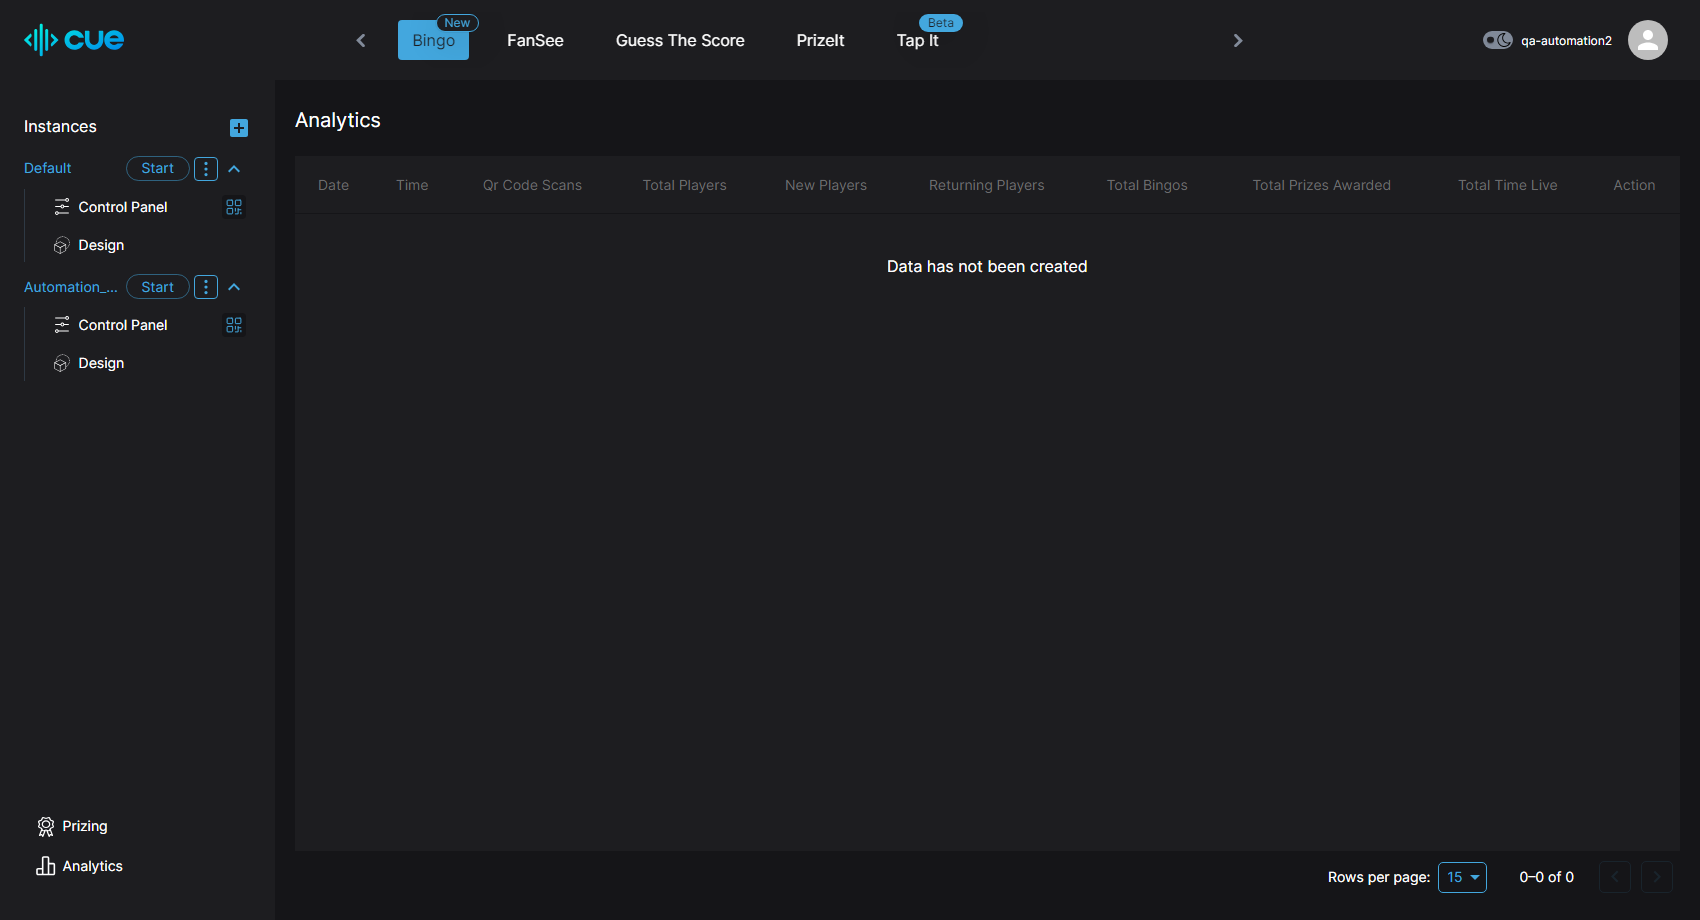 cue
Bingo
New
FanSee
Guess The Score
PrizeIt
Tap It
Beta
qa-automation2
Instances
Default
Start
Control Panel
Design
Automation_...
Start
Control Panel
Design
Prizing
Analytics
Analytics
Date Time Qr Code Scans Total Players New Players Returning Players Total Bingos Total Prizes Awarded Total Time Live Action
Data has not been created
Rows per page: 15 0–0 of 0